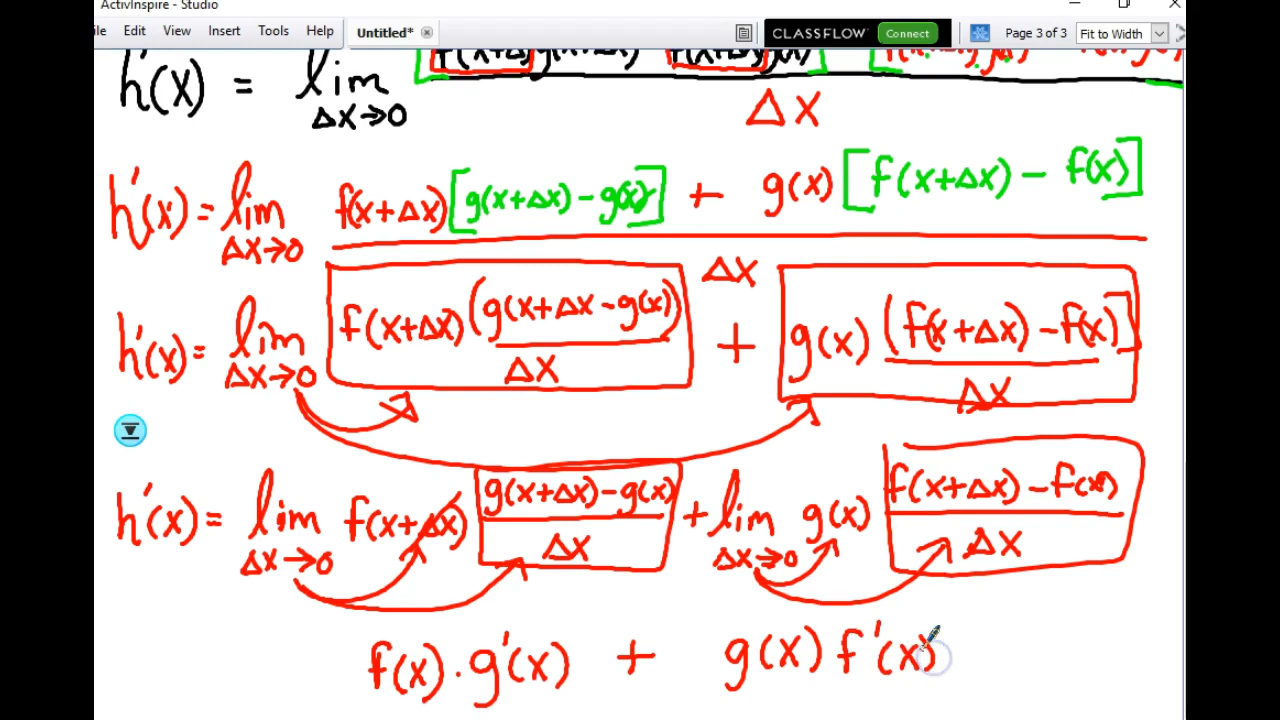 ActivInspire - Studio
ile Edit View Insert Tools Help Untitled* CLASSFLOW Connect Page 3 of 3 Fit to Width
h'(x) = lim Δx→0
Δx
h'(x) = lim Δx→0 f(x+Δx)[g(x+Δx) - g(x)] + g(x)[f(x+Δx) - f(x)]
Δx
h'(x) = lim Δx→0 f(x+Δx)(g(x+Δx - g(x)) / Δx + g(x) (f(x+Δx) - f(x)] / Δx
h'(x) = lim Δx→0 f(x+Δx) g(x+Δx) - g(x) / Δx + lim Δx→0 g(x) f(x+Δx) - f(x) / Δx
f(x) · g'(x) + g(x) f'(x)